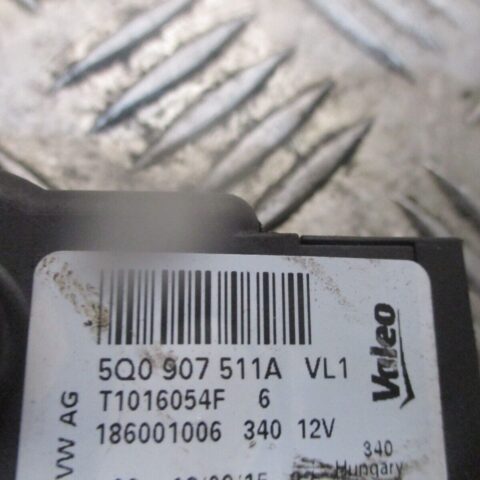 5Q0 907 511A VL1
T1016054F 6
186001006 340 12V
VW AG
Valeo
340
Hungary